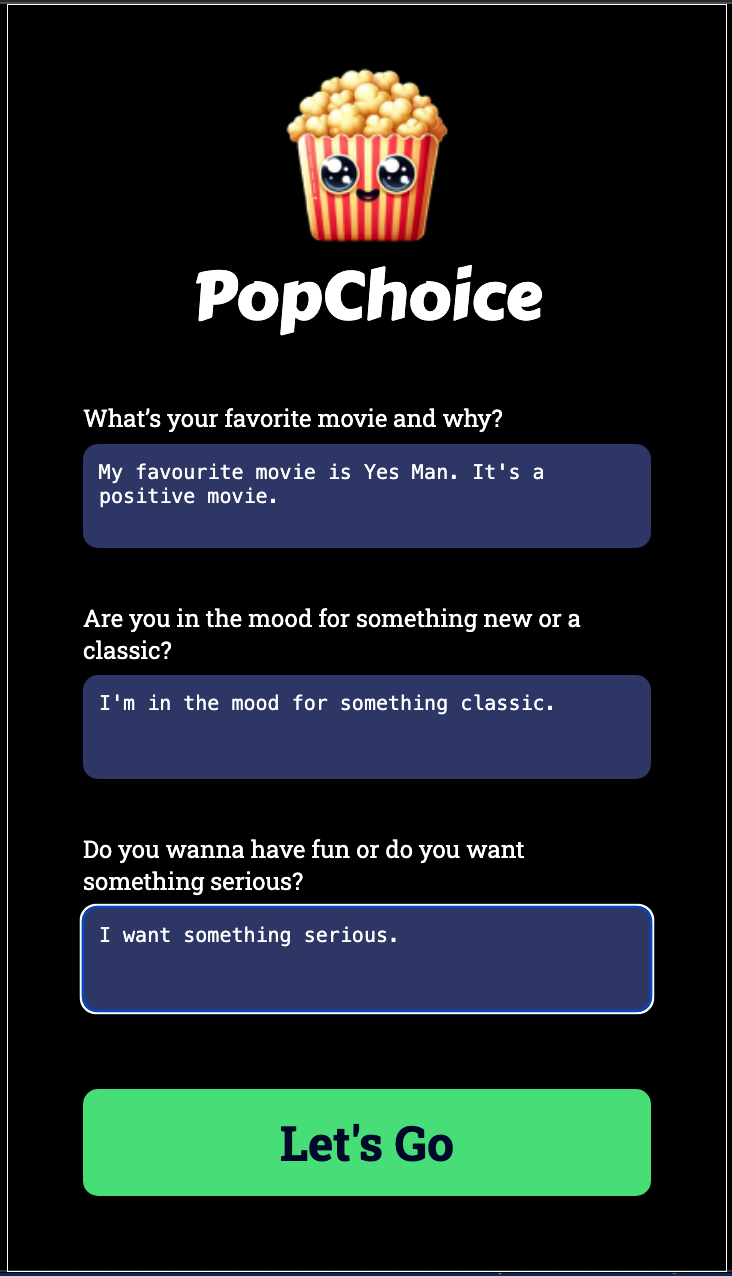 PopChoice
What’s your favorite movie and why?
My favourite movie is Yes Man. It's a
positive movie.
Are you in the mood for something new or a
classic?
I'm in the mood for something classic.
Do you wanna have fun or do you want
something serious?
I want something serious.
Let's Go